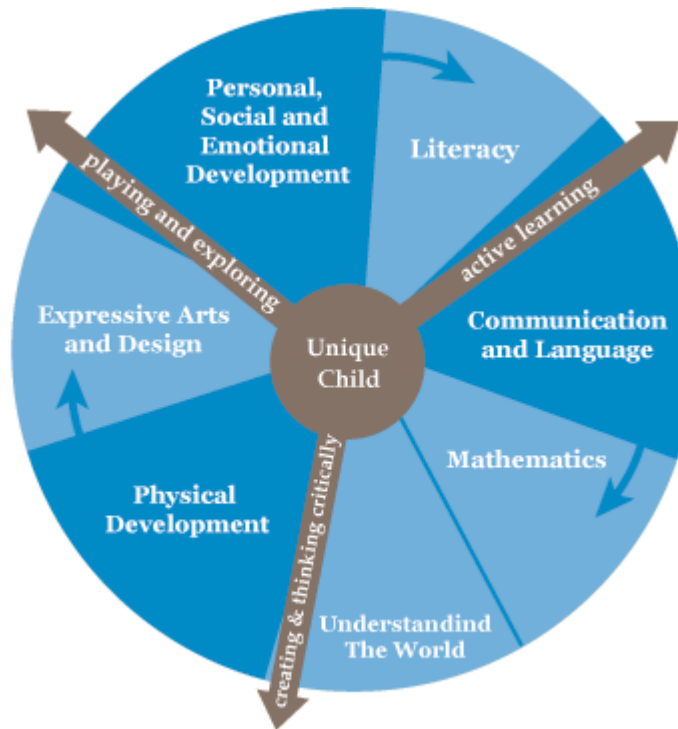 Personal,
Social and
Emotional
Development
Literacy
playing and exploring
active learning
Expressive Arts
and Design
Unique
Child
Communication
and Language
Mathematics
Physical
Development
creating & thinking critically
Understandind
The World